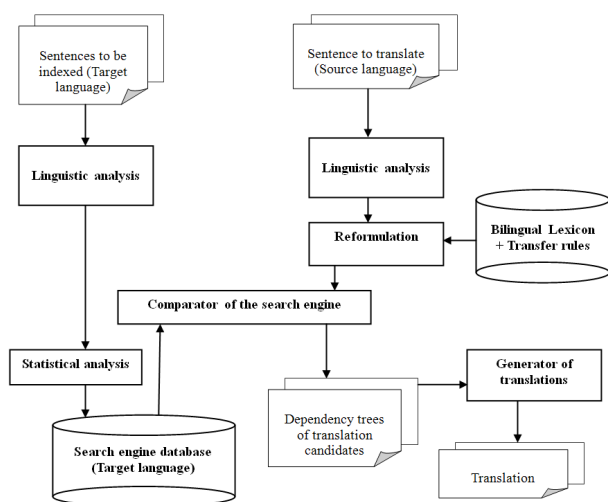 Sentences to be
indexed (Target
language)
Sentence to translate
(Source language)
Linguistic analysis
Linguistic analysis
Reformulation
Bilingual Lexicon
+ Transfer rules
Comparator of the search engine
Statistical analysis
Generator of
translations
Dependency trees
of translation
candidates
Search engine database
(Target language)
Translation